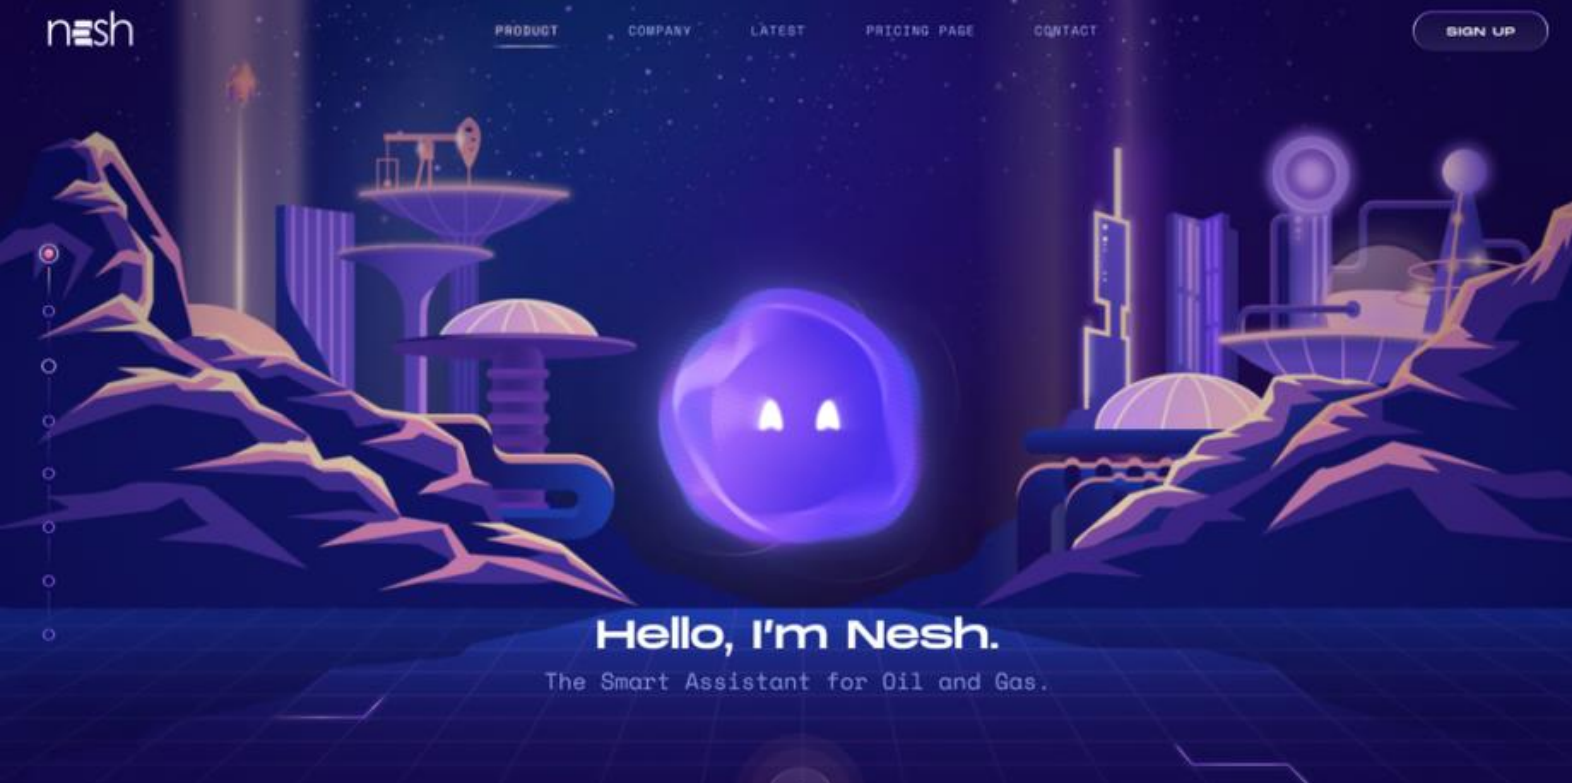 nesh
PRODUCT COMPANY LATEST PRICING PAGE CONTACT
SIGN UP
Hello, I'm Nesh.
The Smart Assistant for Oil and Gas.